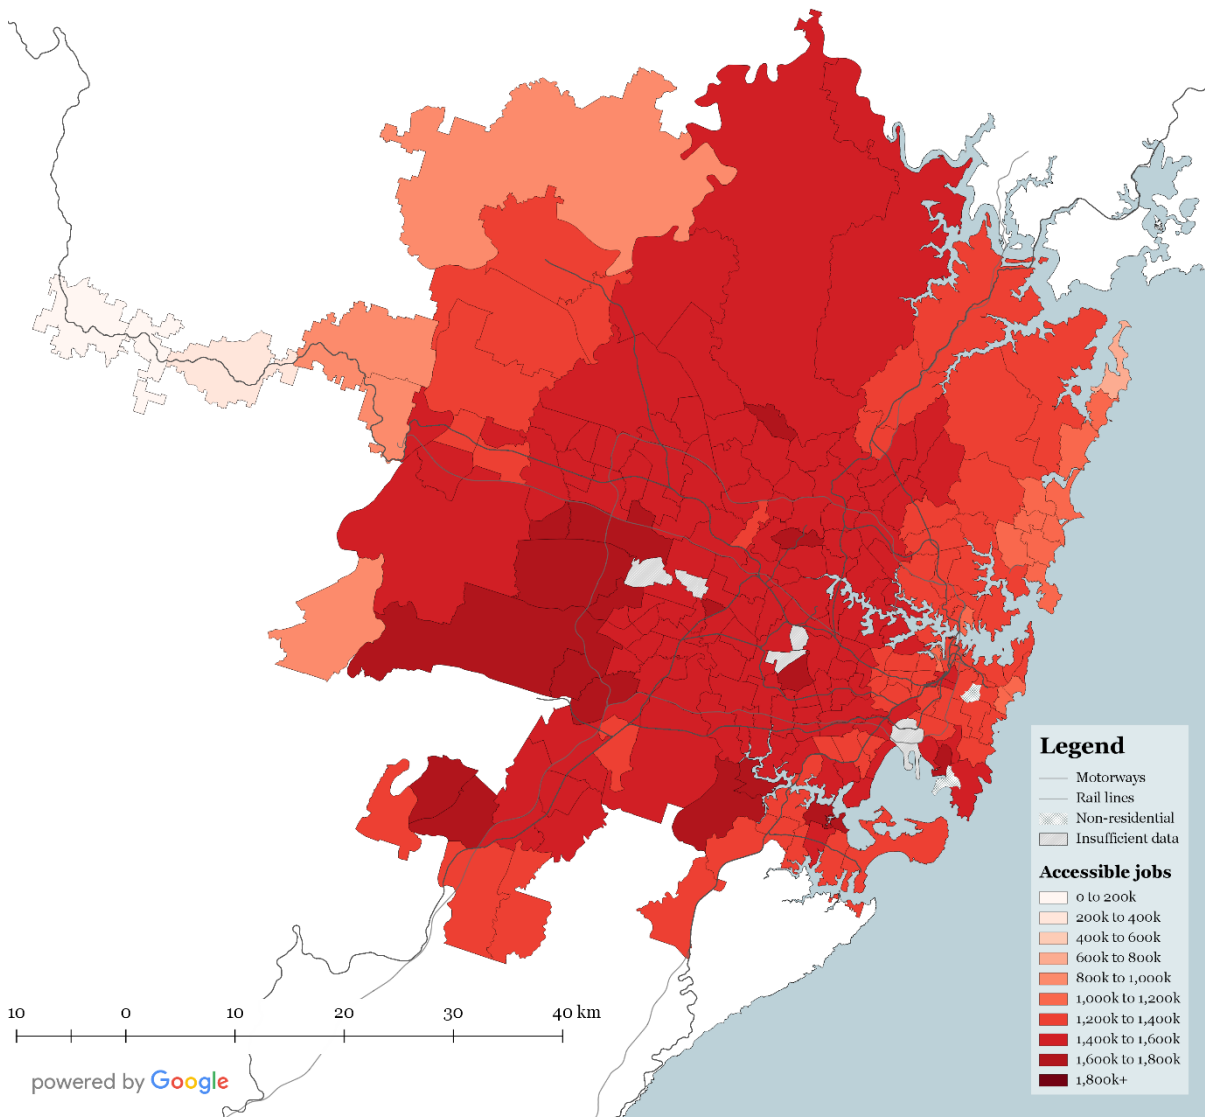 Legend
Motorways
Rail lines
Non-residential
Insufficient data
Accessible jobs
0 to 200k
200k to 400k
400k to 600k
600k to 800k
800k to 1,000k
1,000k to 1,200k
1,200k to 1,400k
1,400k to 1,600k
1,600k to 1,800k
1,800k+
10 0 10 20 30 40 km
powered by Google